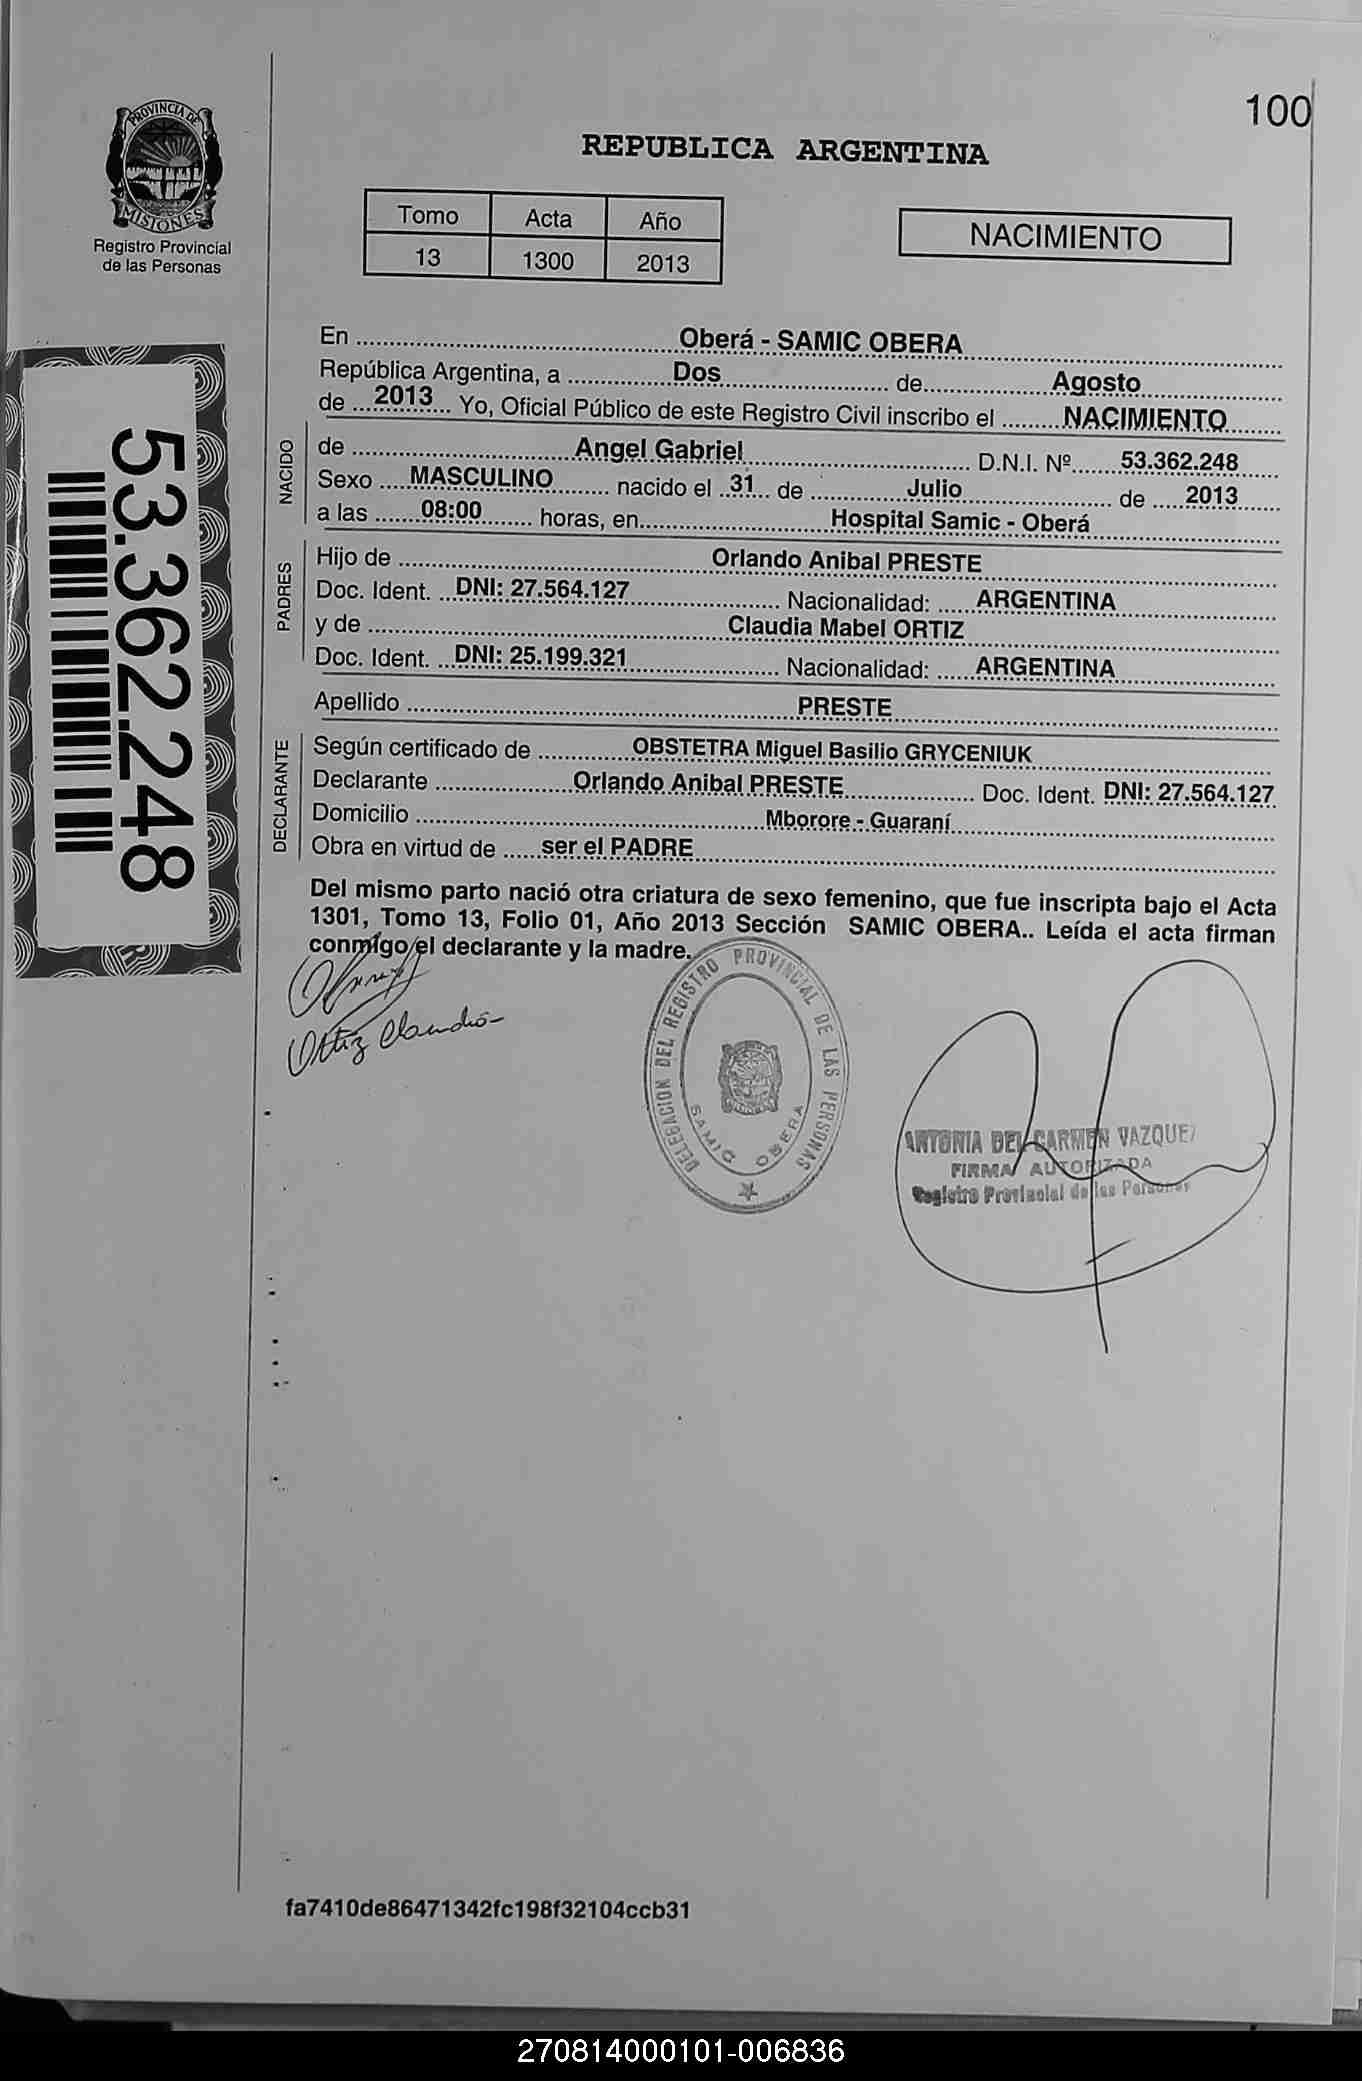 100
PROVINCIA DE
MISIONES
Registro Provincial
de las Personas
REPUBLICA ARGENTINA
Tomo Acta Año
13 1300 2013
NACIMIENTO
53.362.248
En Oberá - SAMIC OBERA
República Argentina, a Dos de Agosto
de 2013 Yo, Oficial Público de este Registro Civil inscribo el NACIMIENTO
NACIDO
de Angel Gabriel D.N.I. Nº 53.362.248
Sexo MASCULINO nacido el 31 de Julio de 2013
a las 08:00 horas, en Hospital Samic - Oberá
PADRES
Hijo de Orlando Anibal PRESTE
Doc. Ident. DNI: 27.564.127 Nacionalidad: ARGENTINA
y de Claudia Mabel ORTIZ
Doc. Ident. DNI: 25.199.321 Nacionalidad: ARGENTINA
Apellido PRESTE
DECLARANTE
Según certificado de OBSTETRA Miguel Basilio GRYCENIUK
Declarante Orlando Anibal PRESTE Doc. Ident. DNI: 27.564.127
Domicilio Mborore - Guaraní
Obra en virtud de ser el PADRE
Del mismo parto nació otra criatura de sexo femenino, que fue inscripta bajo el Acta
1301, Tomo 13, Folio 01, Año 2013 Sección SAMIC OBERA.. Leída el acta firman
conmigo el declarante y la madre.
Ortiz Claudia
DELEGACION DEL REGISTRO PROVINCIAL DE LAS PERSONAS
SAMIC OBERA
ANTONIA DEL CARMEN VAZQUEZ
FIRMA AUTORIZADA
Registro Provincial de las Personas
fa7410de86471342fc198f32104ccb31
270814000101-006836